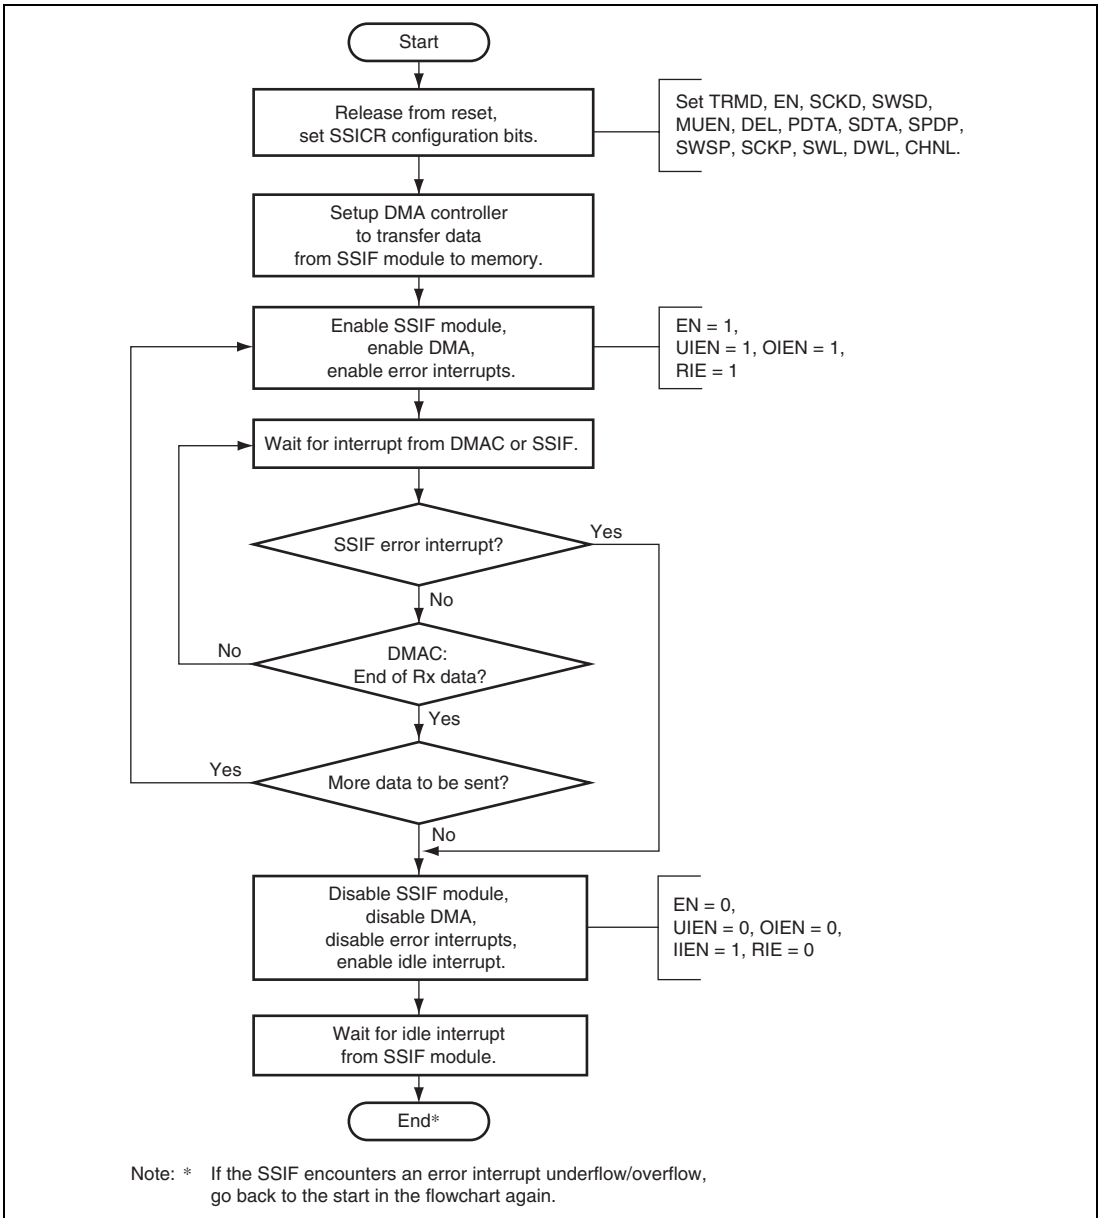 Start
Release from reset,
set SSICR configuration bits.
Set TRMD, EN, SCKD, SWSD,
MUEN, DEL, PDTA, SDTA, SPDP,
SWSP, SCKP, SWL, DWL, CHNL.
Setup DMA controller
to transfer data
from SSIF module to memory.
Enable SSIF module,
enable DMA,
enable error interrupts.
EN = 1,
UIEN = 1, OIEN = 1,
RIE = 1
Wait for interrupt from DMAC or SSIF.
SSIF error interrupt?
Yes
No
DMAC:
End of Rx data?
No
Yes
More data to be sent?
Yes
No
Disable SSIF module,
disable DMA,
disable error interrupts,
enable idle interrupt.
EN = 0,
UIEN = 0, OIEN = 0,
IIEN = 1, RIE = 0
Wait for idle interrupt
from SSIF module.
End*
Note: * If the SSIF encounters an error interrupt underflow/overflow,
go back to the start in the flowchart again.